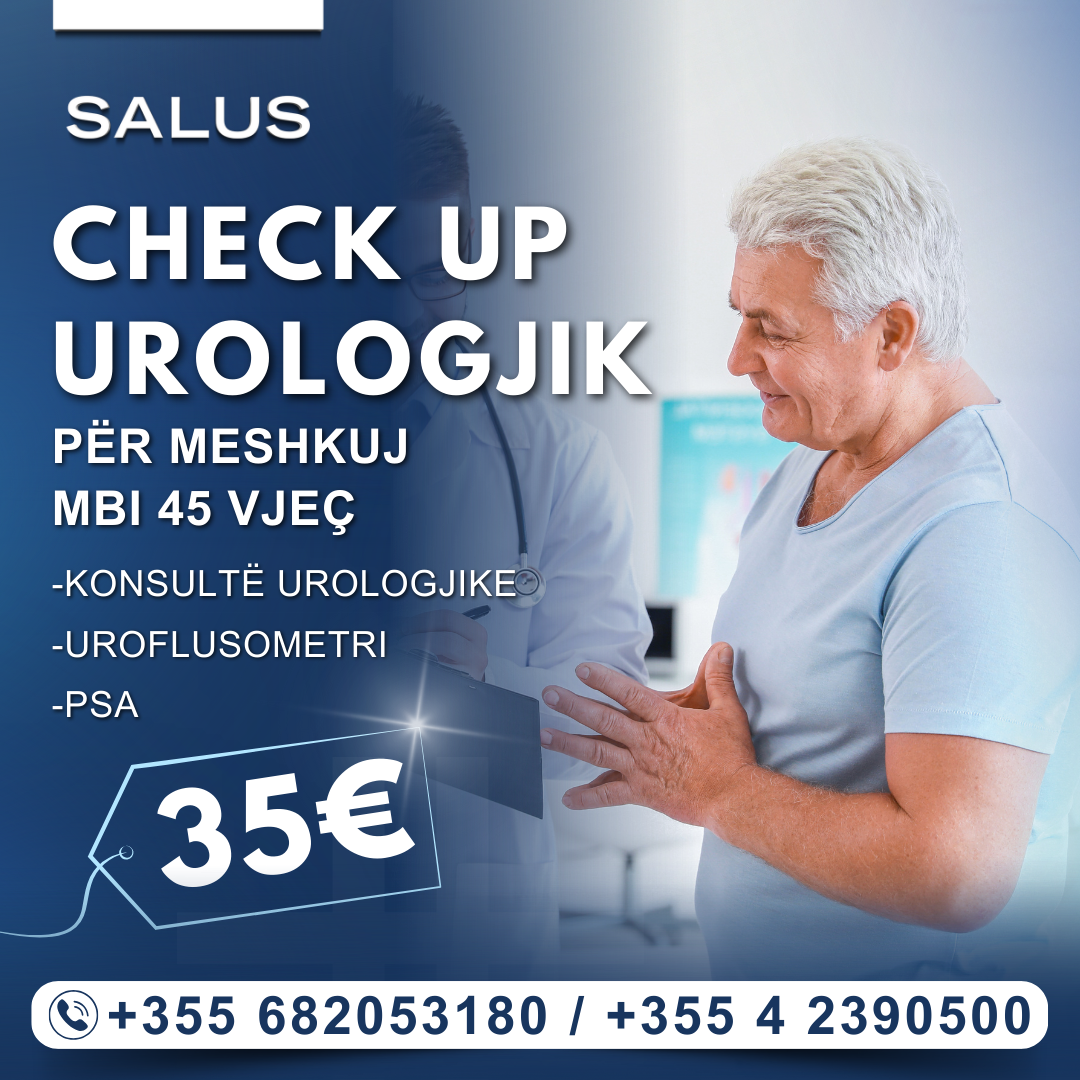 SALUS
CHECK UP
UROLOGJIK
PËR MESHKUJ
MBI 45 VJEÇ
-KONSULTË UROLOGJIKE
-UROFLUSOMETRI
-PSA
35€
+355 682053180 / +355 4 2390500